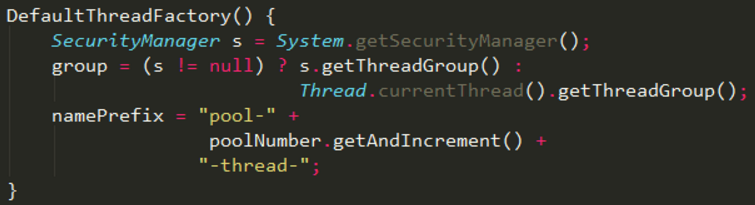 DefaultThreadFactory() {
    SecurityManager s = System.getSecurityManager();
    group = (s != null) ? s.getThreadGroup() :
                          Thread.currentThread().getThreadGroup();
    namePrefix = "pool-" +
                  poolNumber.getAndIncrement() +
                 "-thread-";
}